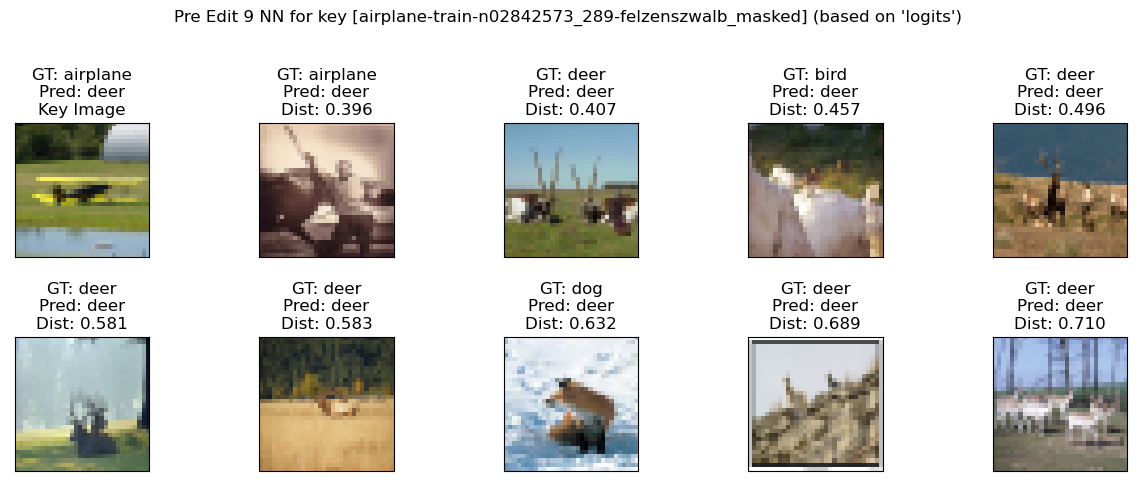 Pre Edit 9 NN for key [airplane-train-n02842573_289-felzenszwalb_masked] (based on 'logits')
GT: airplane
Pred: deer
Key Image
GT: airplane
Pred: deer
Dist: 0.396
GT: deer
Pred: deer
Dist: 0.407
GT: bird
Pred: deer
Dist: 0.457
GT: deer
Pred: deer
Dist: 0.496
GT: deer
Pred: deer
Dist: 0.581
GT: deer
Pred: deer
Dist: 0.583
GT: dog
Pred: deer
Dist: 0.632
GT: deer
Pred: deer
Dist: 0.689
GT: deer
Pred: deer
Dist: 0.710